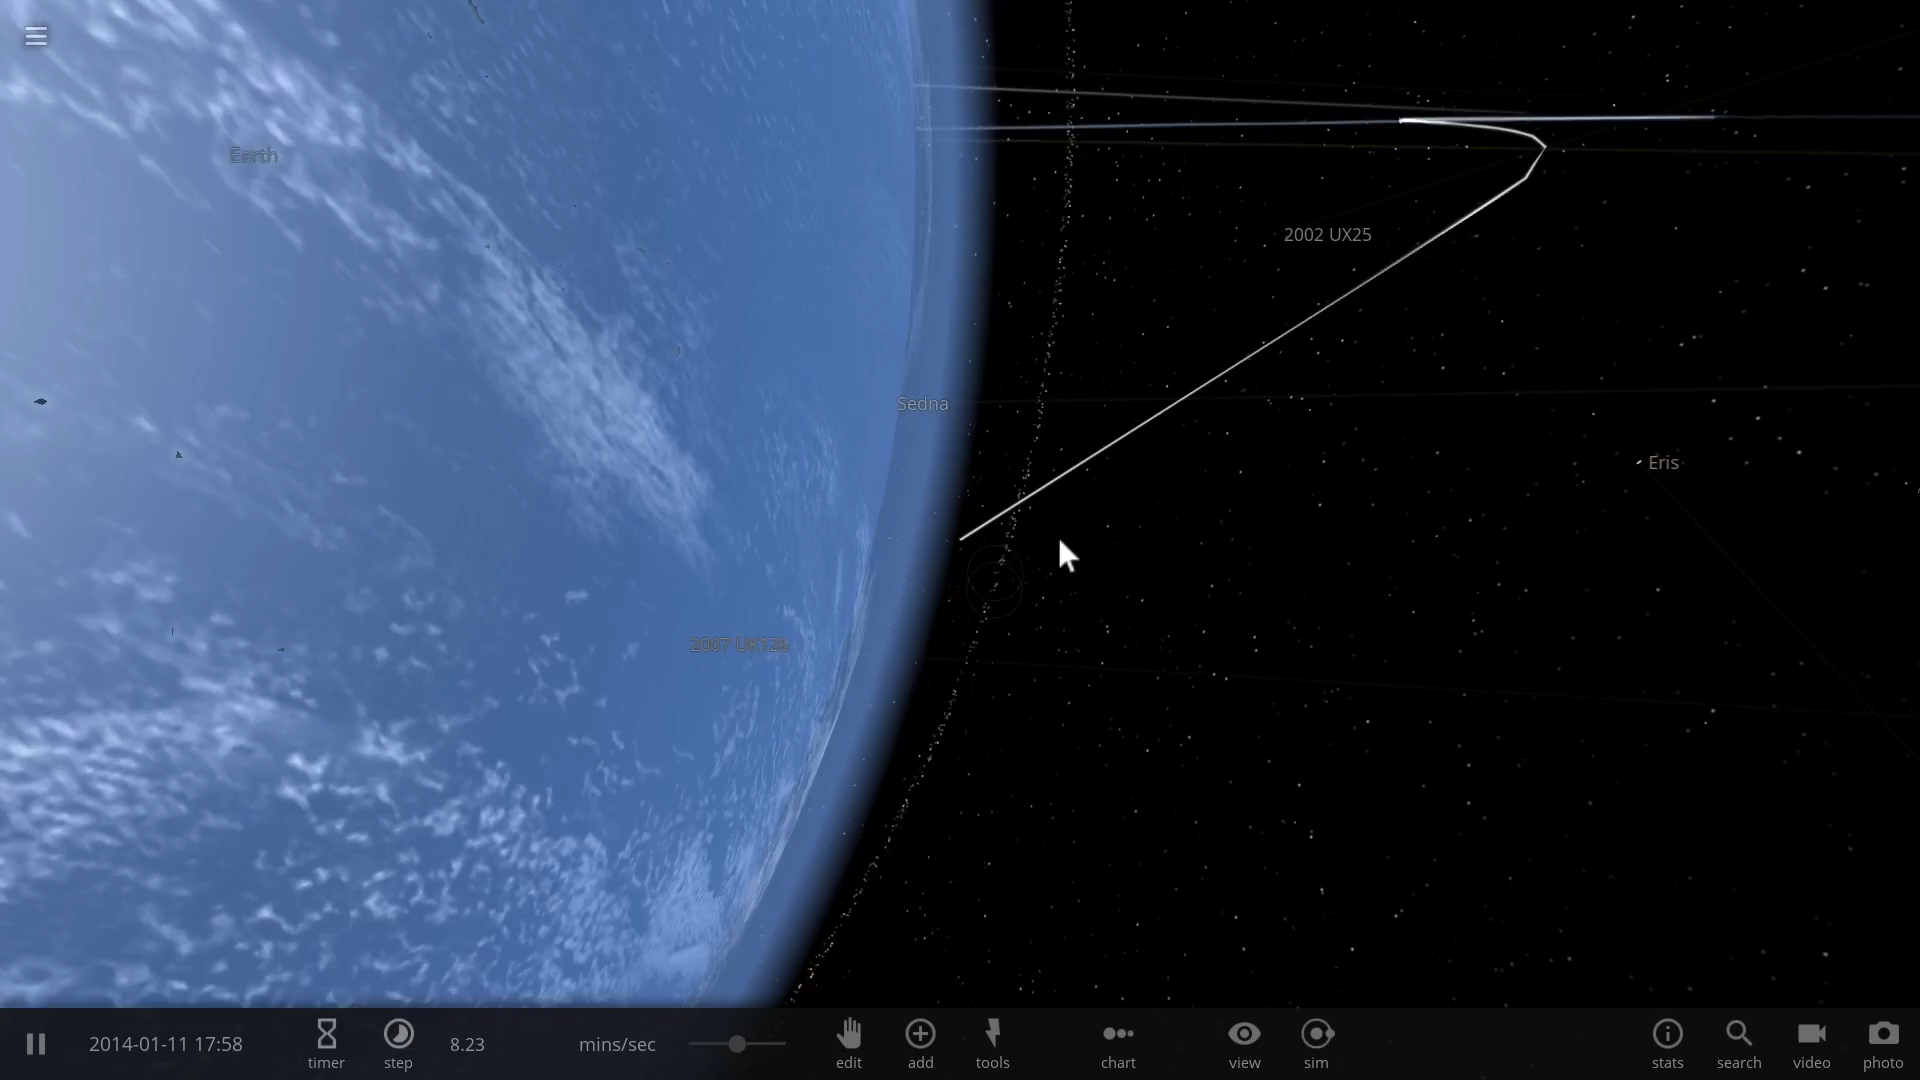 Earth
2002 UX25
Sedna
Eris
2007 UK126
2014-01-11 17:58
timer
step
8.23
mins/sec
edit
add
tools
chart
view
sim
stats
search
video
photo